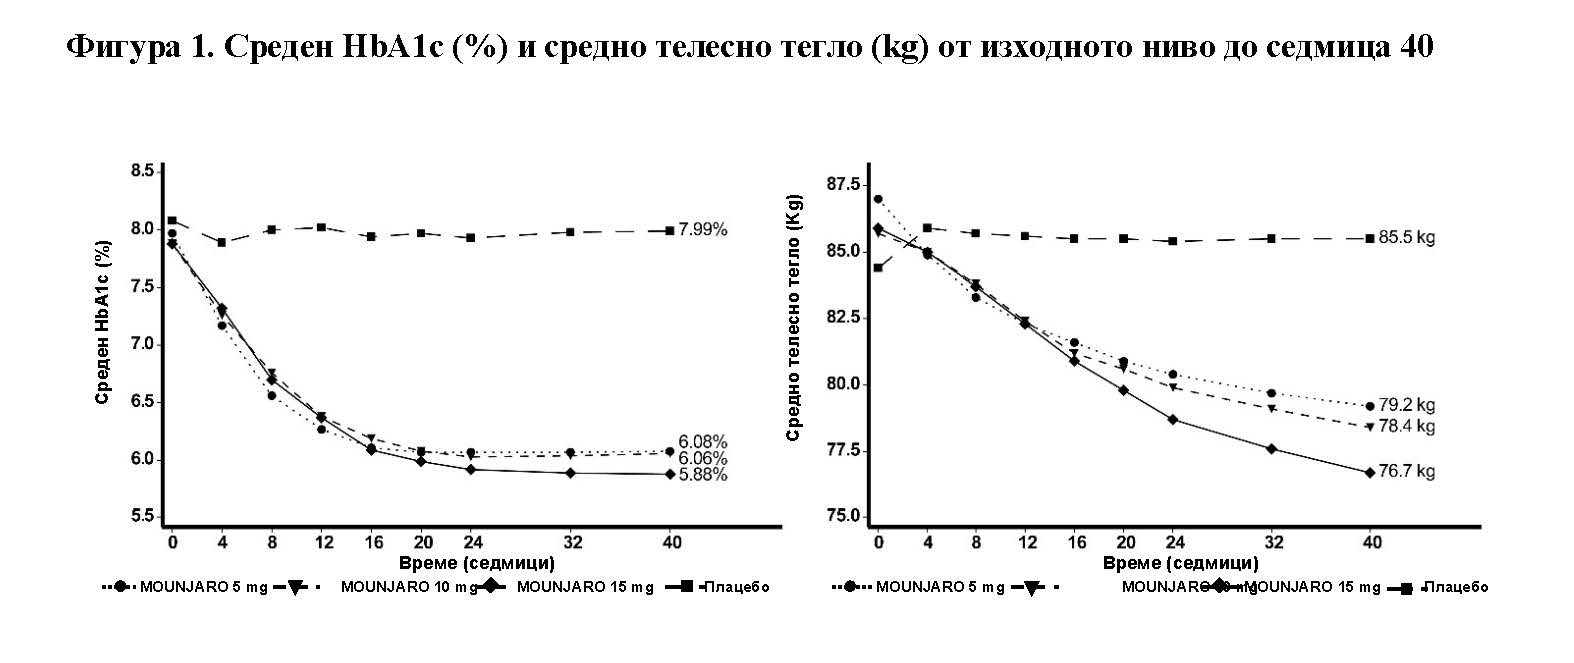 Фигура 1. Среден HbA1c (%) и средно телесно тегло (kg) от изходното ниво до седмица 40
Среден HbA1c (%)
8.5
8.0
7.5
7.0
6.5
6.0
5.5
7.99%
6.08%
6.06%
5.88%
0 4 8 12 16 20 24 32 40
Време (седмици)
MOUNJARO 5 mg MOUNJARO 10 mg MOUNJARO 15 mg Плацебо
Средно телесно тегло (Kg)
87.5
85.0
82.5
80.0
77.5
75.0
85.5 kg
79.2 kg
78.4 kg
76.7 kg
0 4 8 12 16 20 24 32 40
Време (седмици)
MOUNJARO 5 mg MOUNJARO mg MOUNJARO 15 mg Плацебо